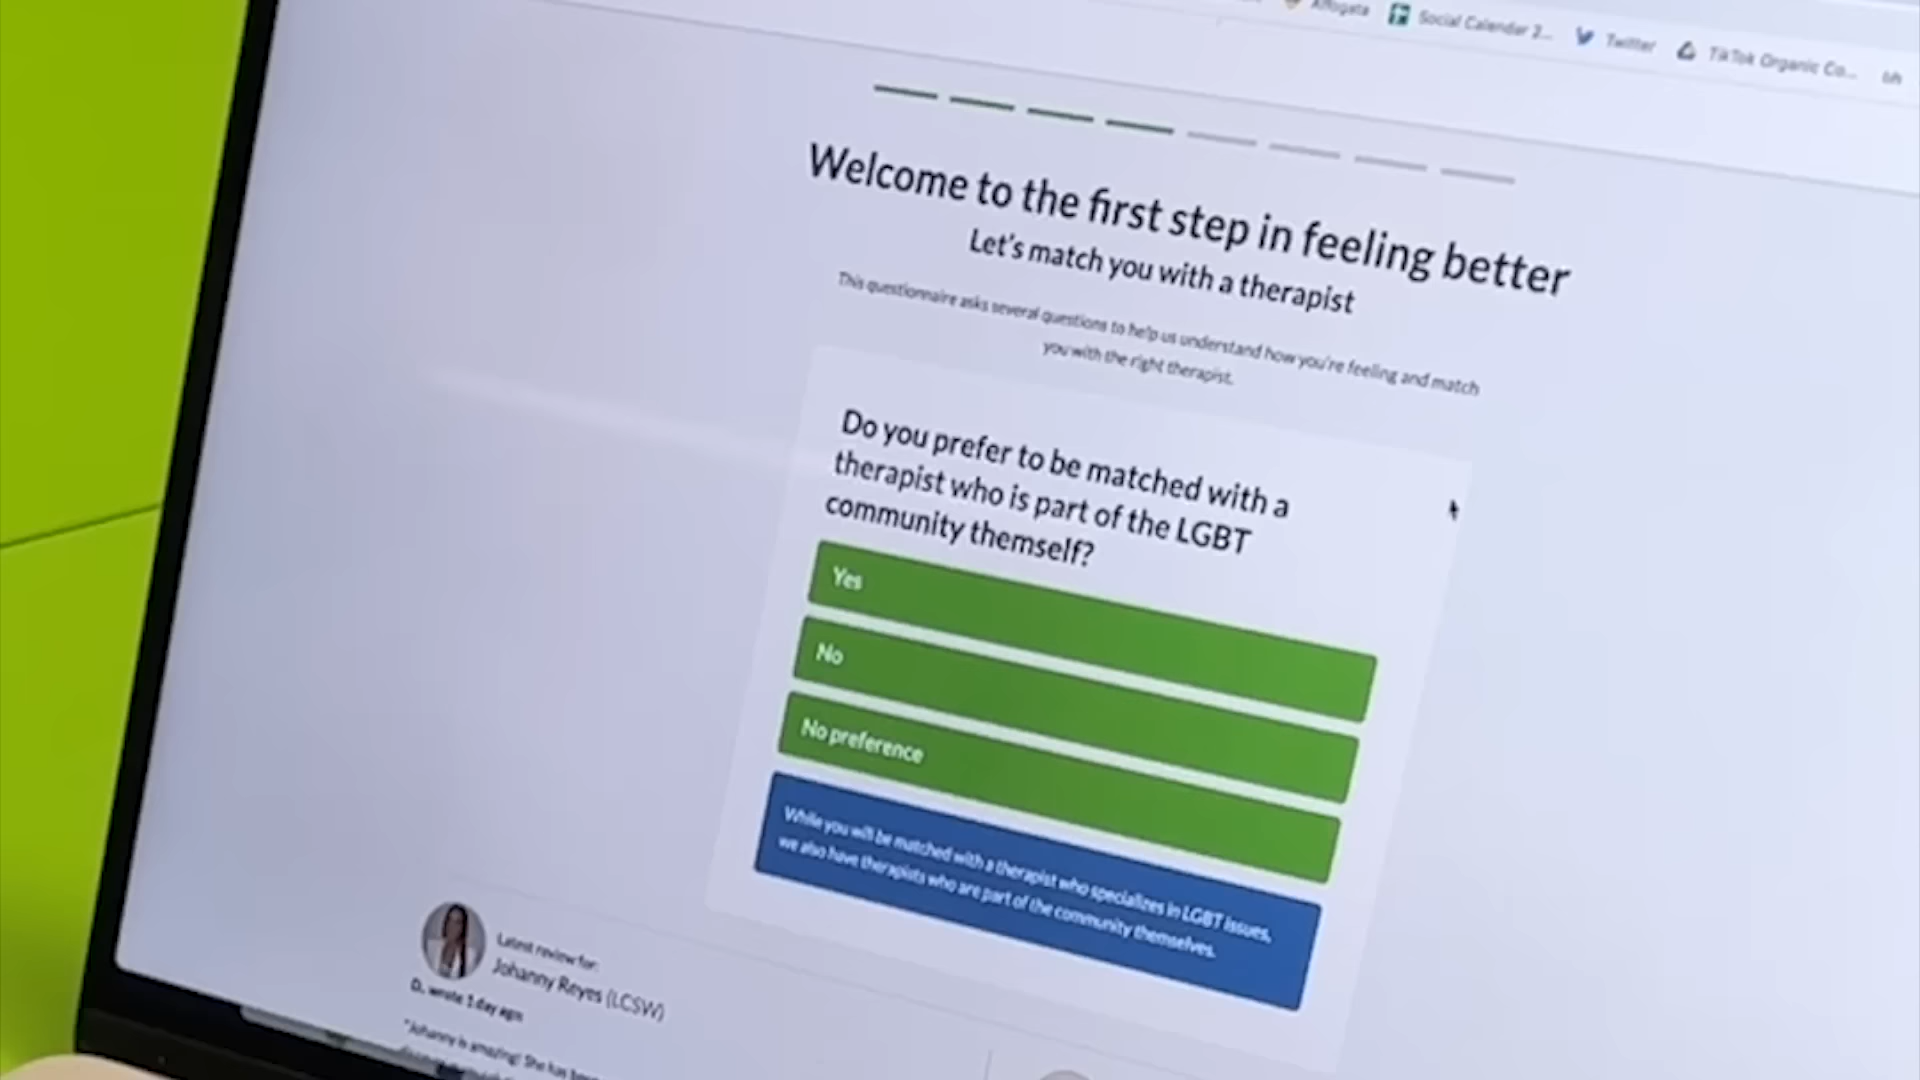 Affogata Social Calendar 2... Twitter TikTok Organic Co...
Welcome to the first step in feeling better
Let's match you with a therapist
This questionnaire asks several questions to help us understand how you're feeling and match
you with the right therapist.
Do you prefer to be matched with a
therapist who is part of the LGBT
community themself?
Yes
No
No preference
While you will be matched with a therapist who specializes in LGBT issues,
we also have therapists who are part of the community themselves.
Latest review for:
Johanny Reyes (LCSW)
D.. wrote 1 day ago
"Johanny is amazing! She has been